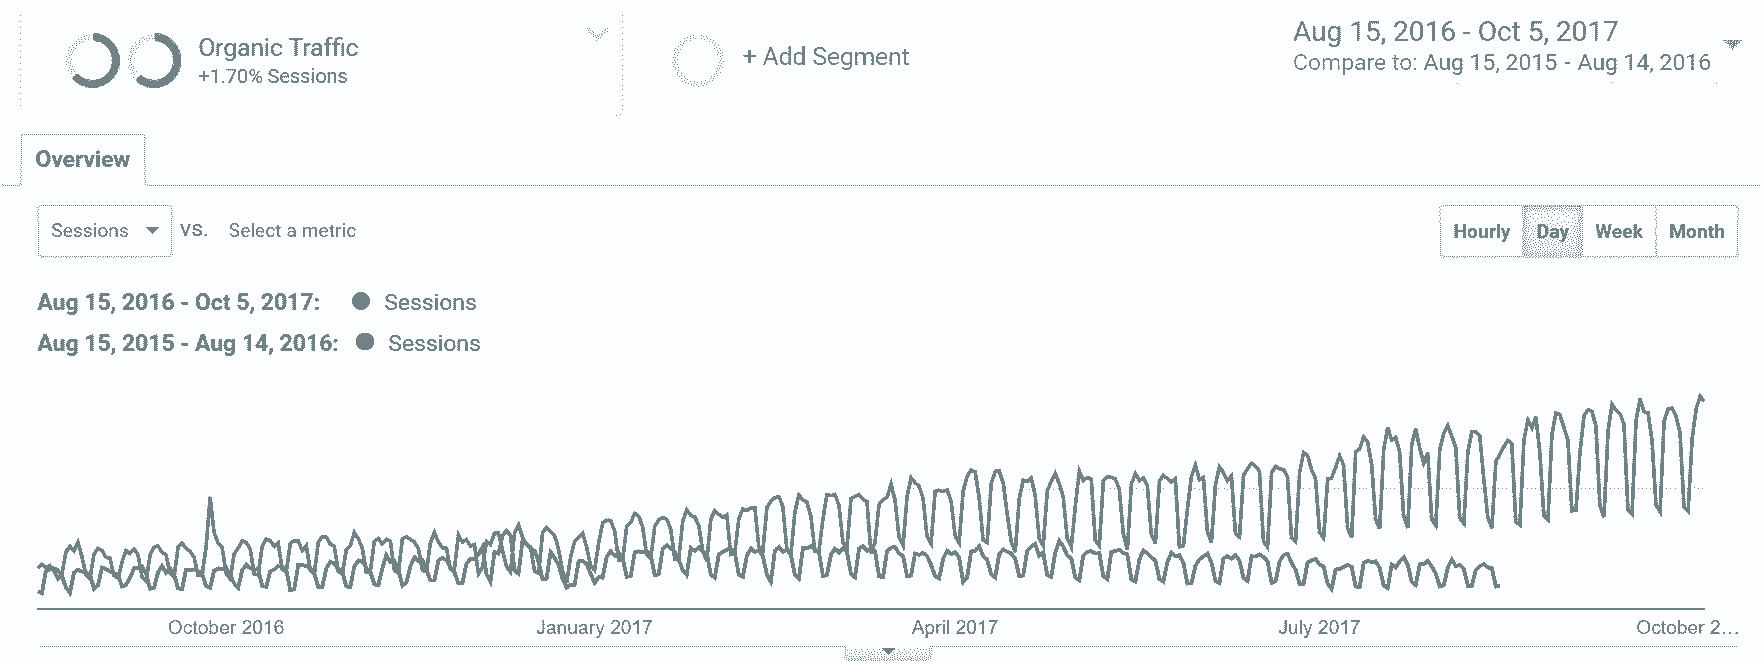 Organic Traffic
+1.70% Sessions
+ Add Segment
Aug 15, 2016 - Oct 5, 2017
Compare to: Aug 15, 2015 - Aug 14, 2016
Overview
Sessions VS. Select a metric
Hourly Day Week Month
Aug 15, 2016 - Oct 5, 2017: Sessions
Aug 15, 2015 - Aug 14, 2016: Sessions
October 2016 January 2017 April 2017 July 2017 October 2...